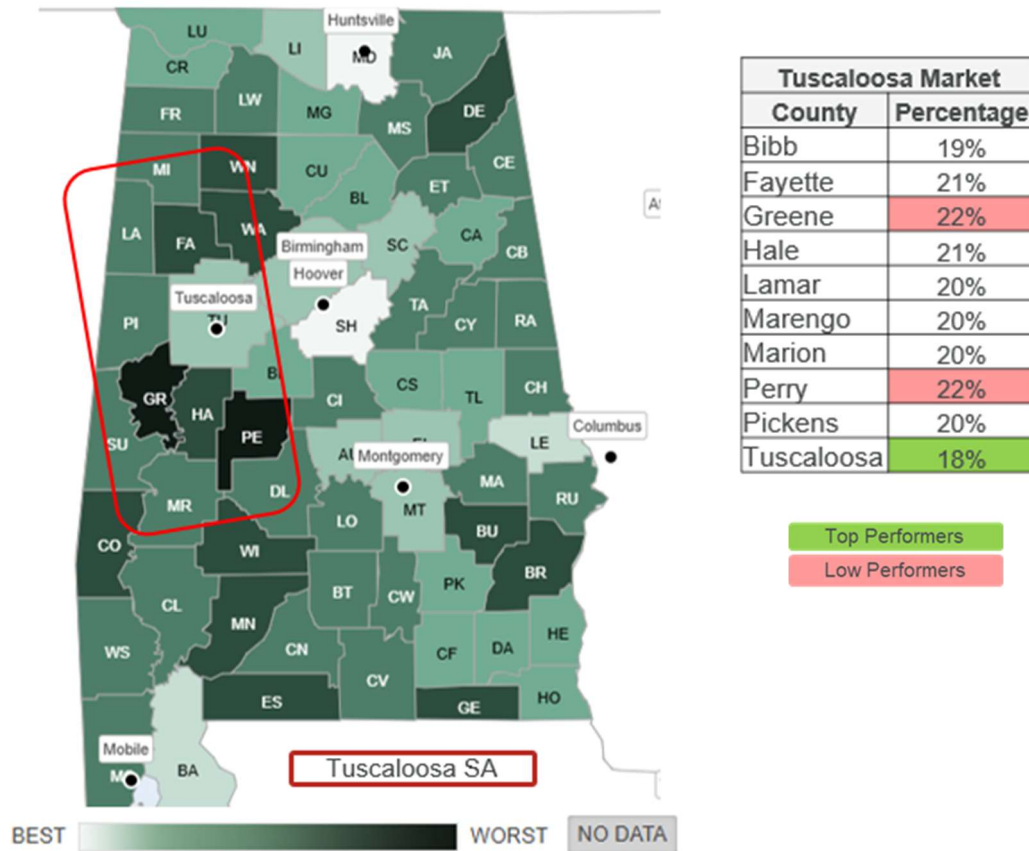 Huntsville
LU
LI
MD
JA
CR
LW
DE
FR
MG
MS
MI
WN
CU
CE
ET
BL
LA
FA
WA
SC
CA
CB
Birmingham
Hoover
Tuscaloosa
TU
PI
SH
TA
CY
RA
GR
HA
CI
CS
TL
CH
SU
PE
LE
Columbus
AU
Montgomery
MR
DL
MT
MA
RU
LO
CO
WI
BU
BR
CL
BT
CW
PK
MN
WS
CN
CF
DA
HE
CV
ES
GE
HO
Mobile
BA
Tuscaloosa SA
BEST
WORST
NO DATA
Tuscaloosa Market
County Percentage
Bibb 19%
Fayette 21%
Greene 22%
Hale 21%
Lamar 20%
Marengo 20%
Marion 20%
Perry 22%
Pickens 20%
Tuscaloosa 18%
Top Performers
Low Performers